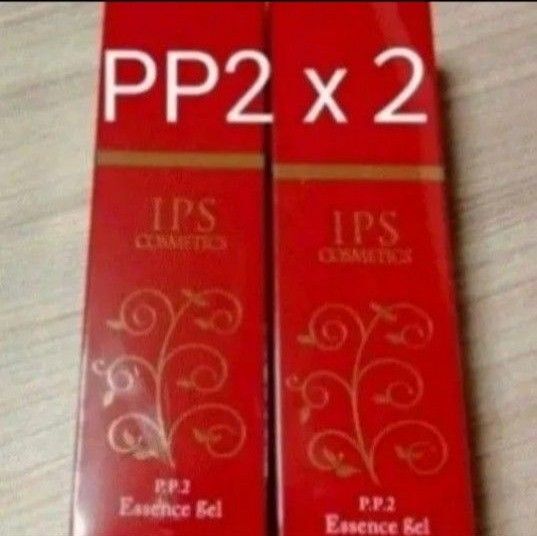 PP2 x 2
IPS
COSMETICS
P.P.2
Essence gel
IPS
COSMETICS
P.P.2
Essence gel